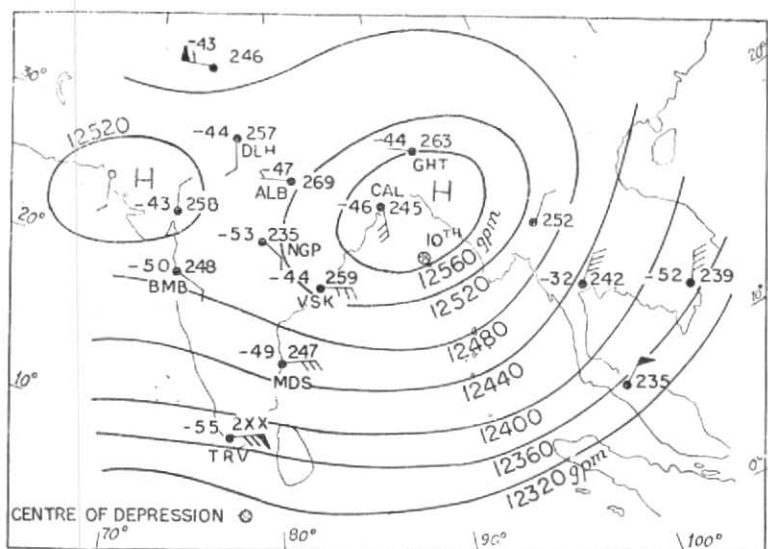 -43 246
20°
30°
12520
-44 257
DLH
-47
ALB 269
-44 263
GHT
H
CAL
H
-46 245
-43 258
20°
252
-53 235
NGP
10TH
12560 gpm
-50 248
BMB
-44 259
VSK
12520
-32 242
-52 239
10°
12480
-49 247
MDS
12440
10°
235
12400
-55 2XX
TRV
12360
0°
12320 gpm
CENTRE OF DEPRESSION
70°
80°
90°
100°